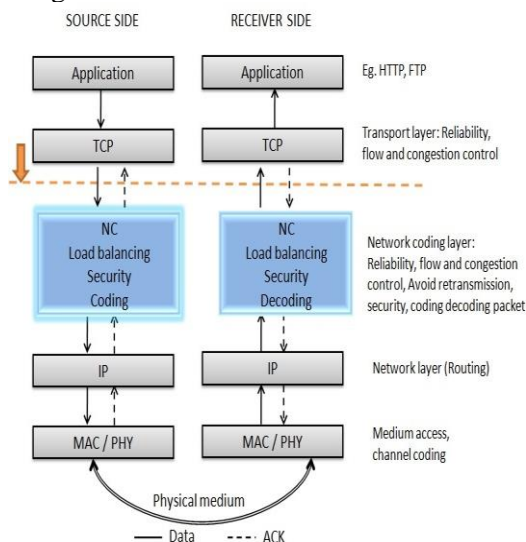 SOURCE SIDE
RECEIVER SIDE
Application
Application
Eg. HTTP, FTP
TCP
TCP
Transport layer: Reliability,
flow and congestion control
NC
Load balancing
Security
Coding
NC
Load balancing
Security
Decoding
Network coding layer:
Reliability, flow and congestion
control, Avoid retransmission,
security, coding decoding packet
IP
IP
Network layer (Routing)
MAC / PHY
MAC / PHY
Medium access,
channel coding
Physical medium
Data
ACK